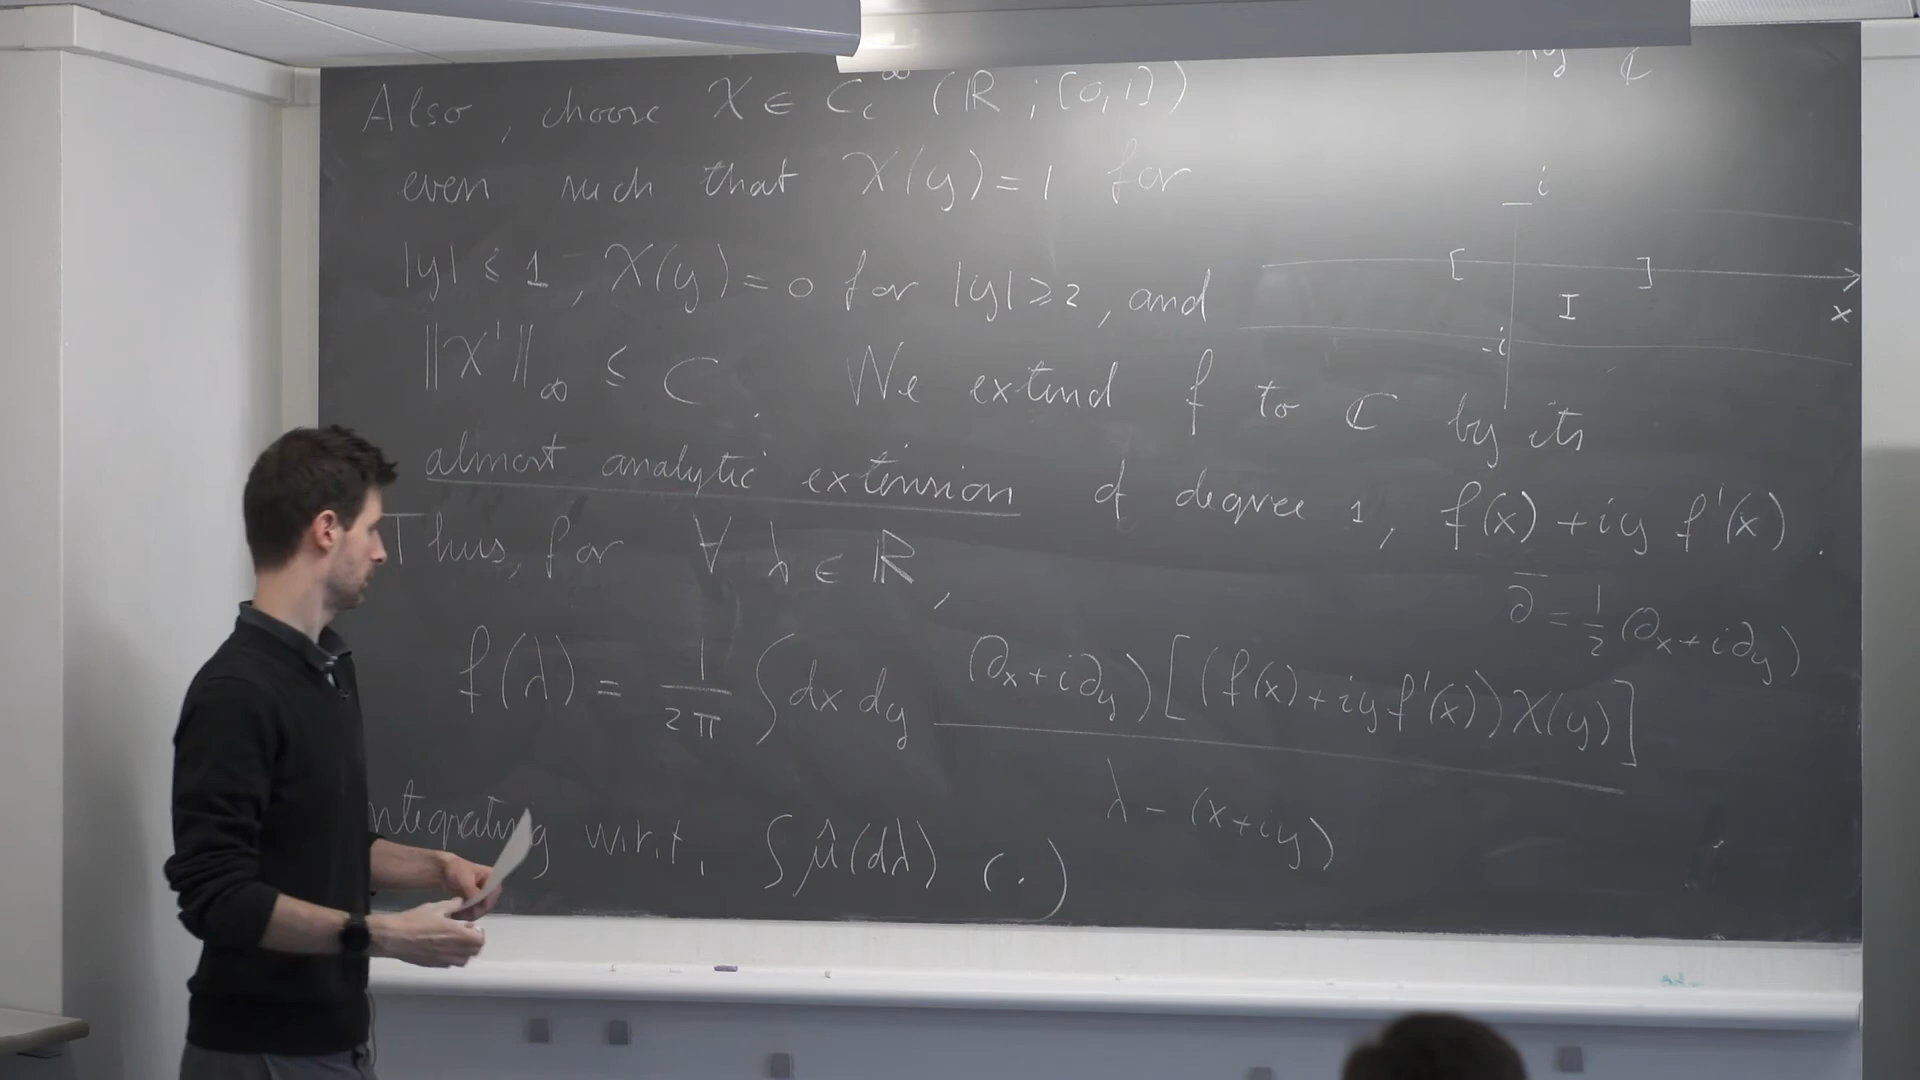 Also, choose χ ∈ C_c^∞ (ℝ ; [0,1])
even such that χ(y) = 1 for
|y| ≤ 1, χ(y) = 0 for |y| ≥ 2, and
‖χ'‖_∞ ≤ C. We extend f to ℂ by its
almost analytic extension of degree 1, f(x) + iy f'(x).
Thus, for ∀ λ ∈ ℝ,
∂̄ = 1/2 (∂_x + i∂_y)
f(λ) = 1/2π ∫ dx dy (∂_x + i∂_y)[(f(x) + iy f'(x)) χ(y)] / λ - (x+iy)
ntegrating w.r.t. ∫ μ̂(dλ) (·)
iy ℂ
i
[ ]
I
x
-i